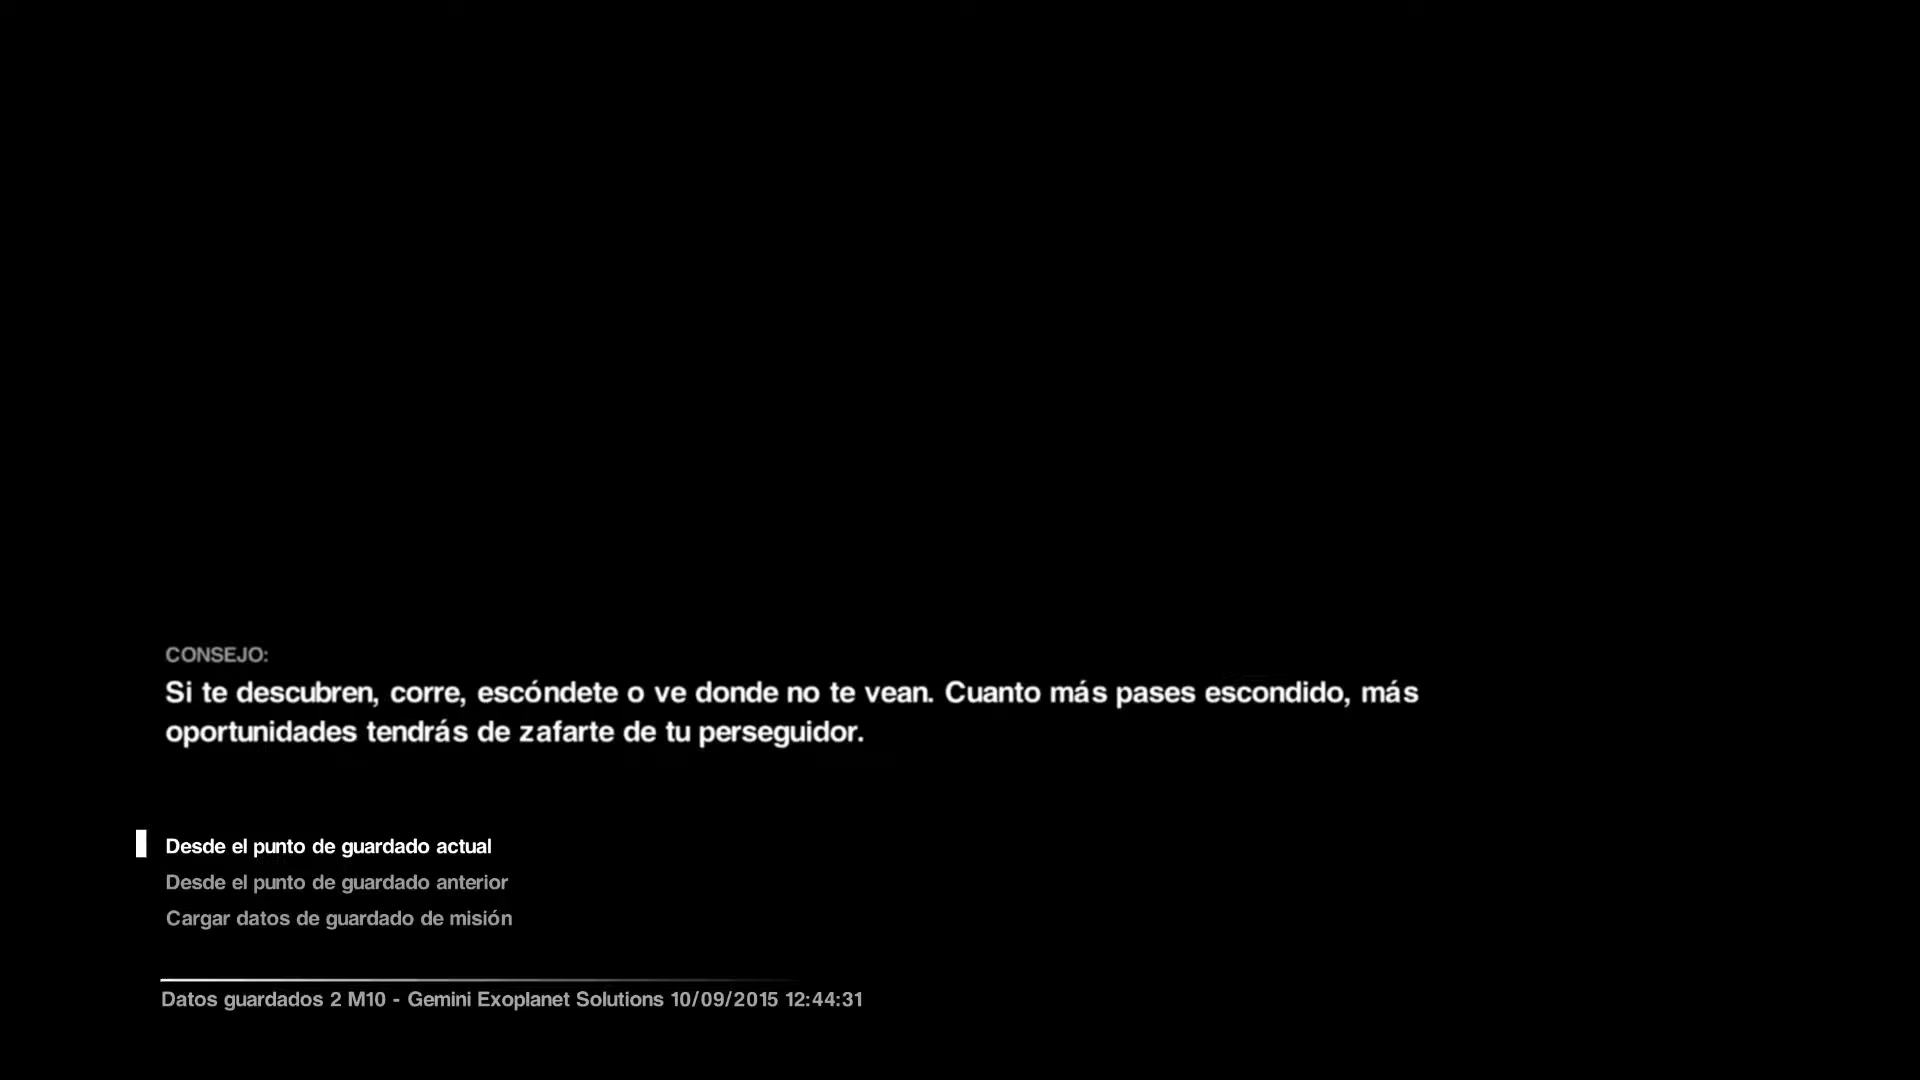 CONSEJO:
Si te descubren, corre, escóndete o ve donde no te vean. Cuanto más pases escondido, más
oportunidades tendrás de zafarte de tu perseguidor.
Desde el punto de guardado actual
Desde el punto de guardado anterior
Cargar datos de guardado de misión
Datos guardados 2 M10 - Gemini Exoplanet Solutions 10/09/2015 12:44:31